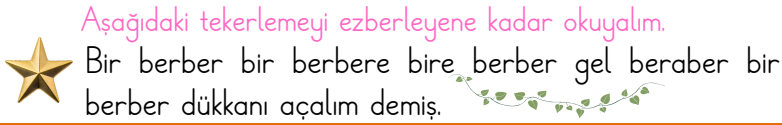 Aşağıdaki tekerlemeyi ezberleyene kadar okuyalım.
Bir berber bir berbere bire berber gel beraber bir
berber dükkanı açalım demiş.